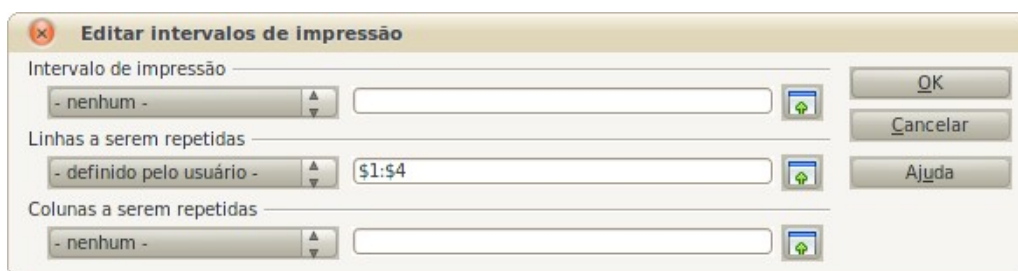 Editar intervalos de impressão
Intervalo de impressão
- nenhum -
OK
Cancelar
Linhas a serem repetidas
- definido pelo usuário -
$1:$4
Ajuda
Colunas a serem repetidas
- nenhum -